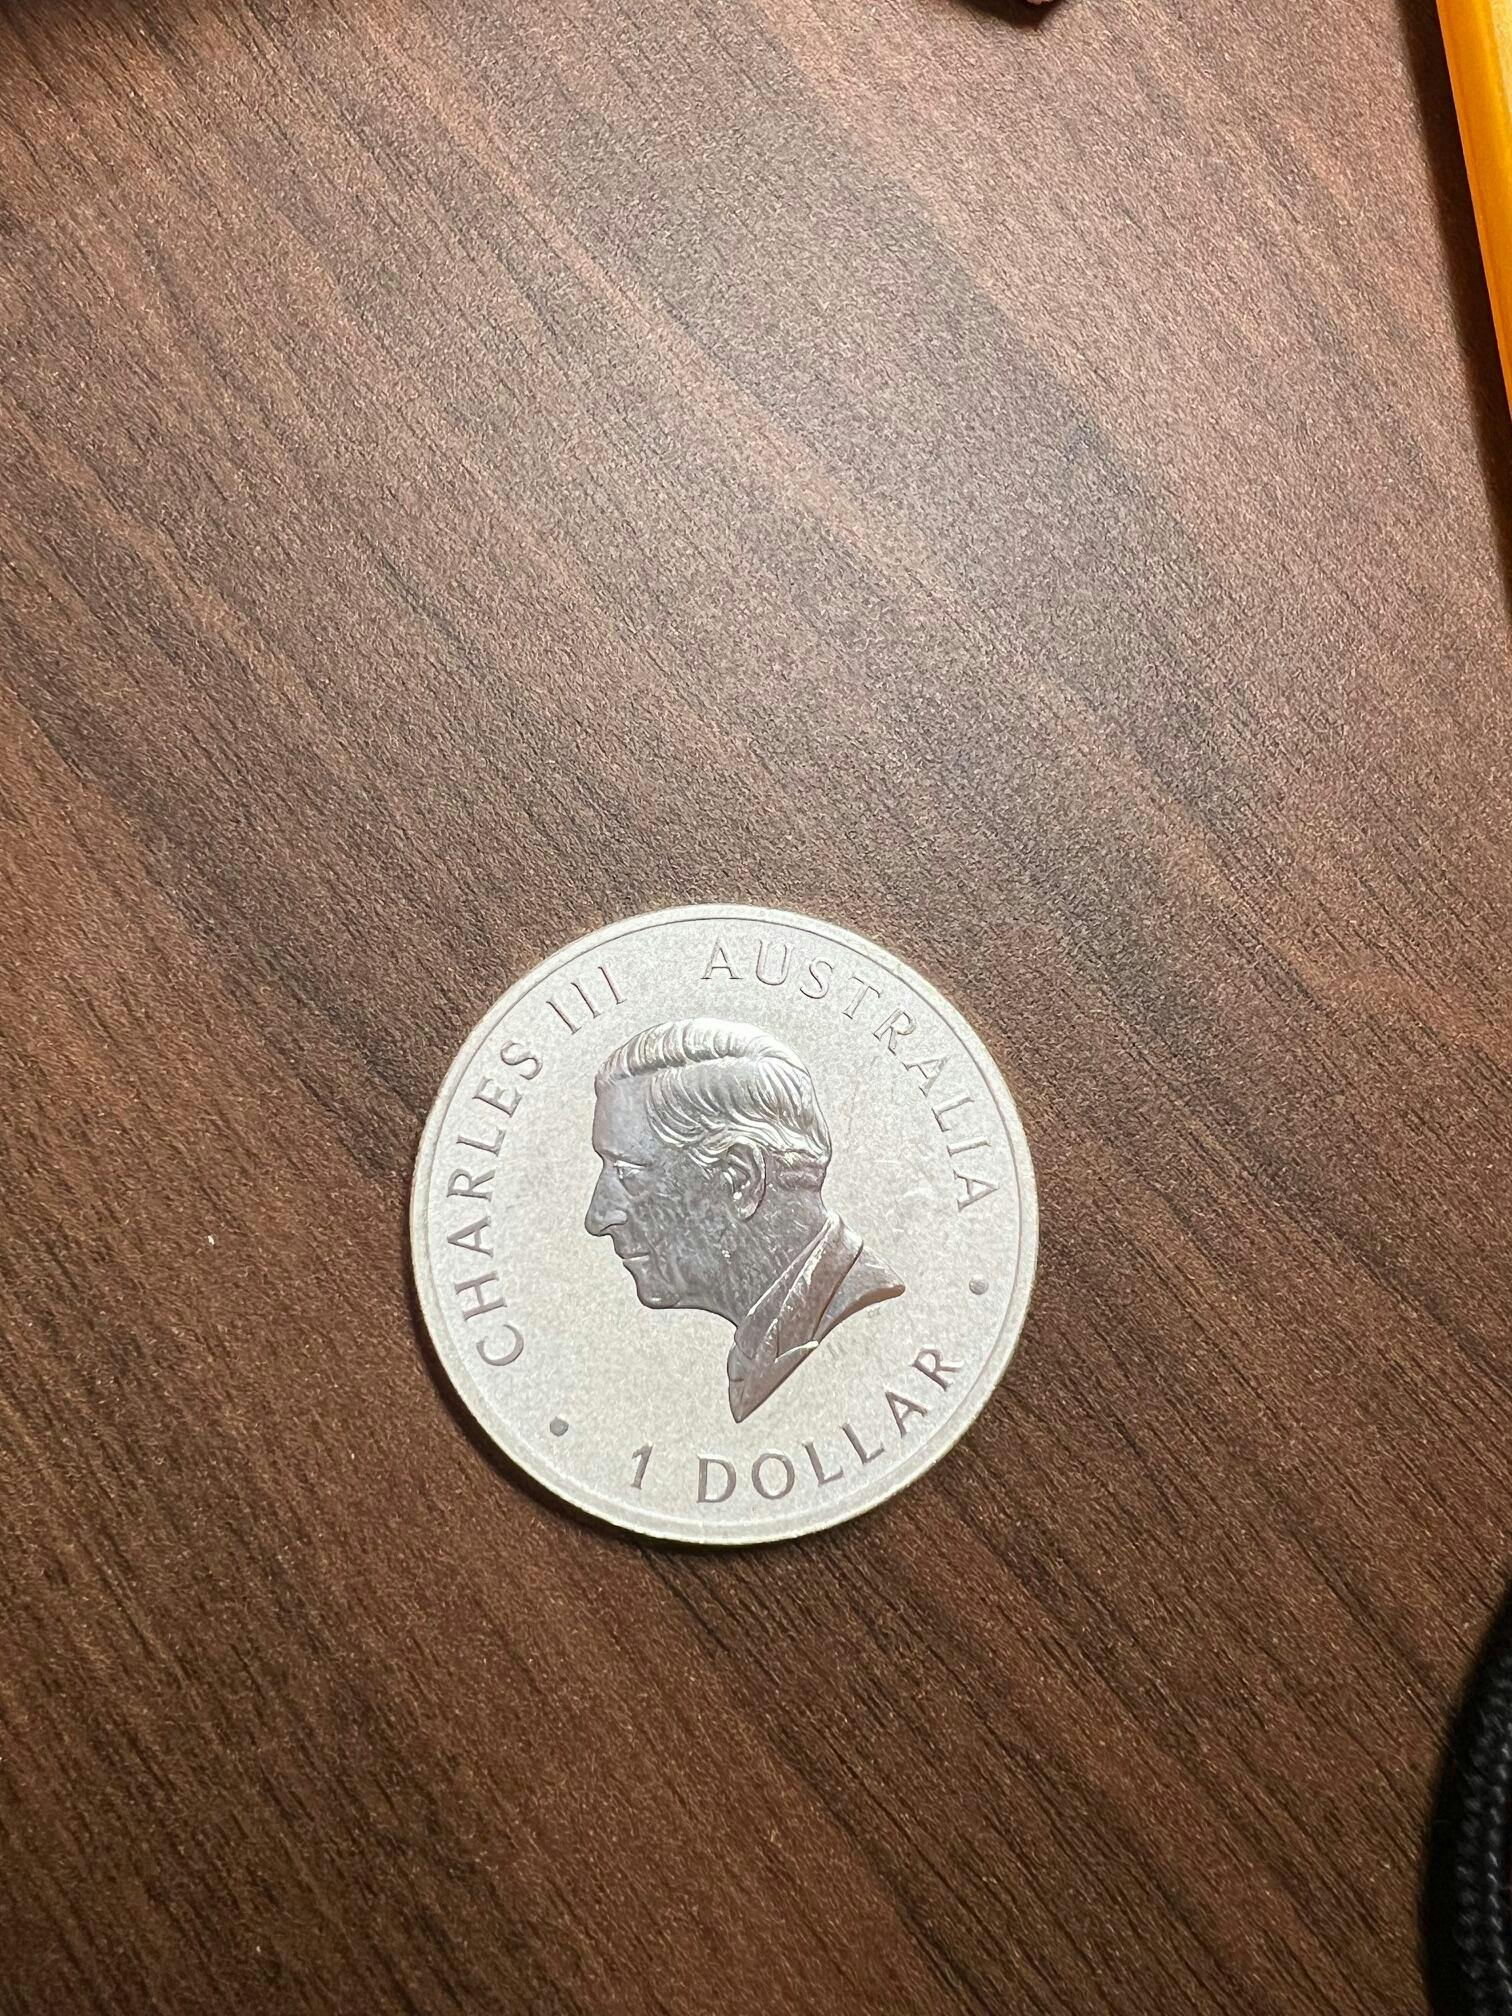 CHARLES III AUSTRALIA
• 1 DOLLAR •